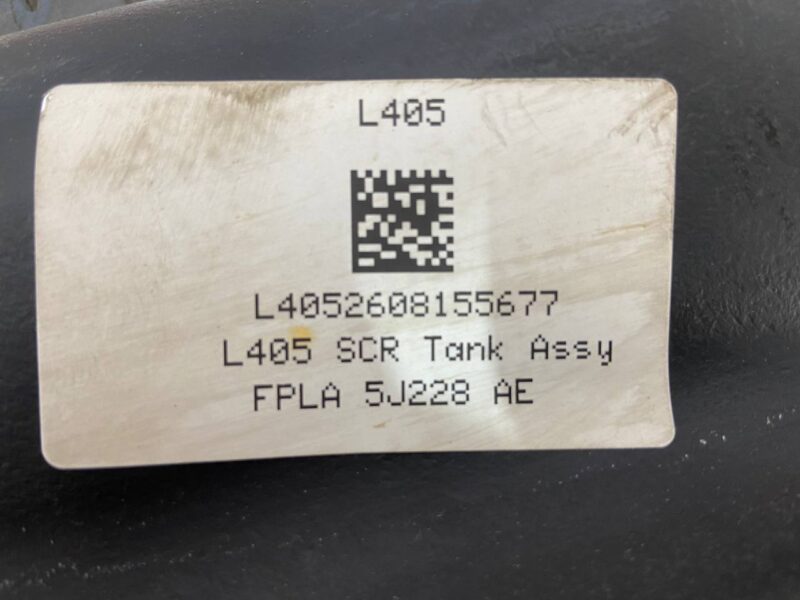 L405
L4052608155677
L405 SCR Tank Assy
FPLA 5J228 AE